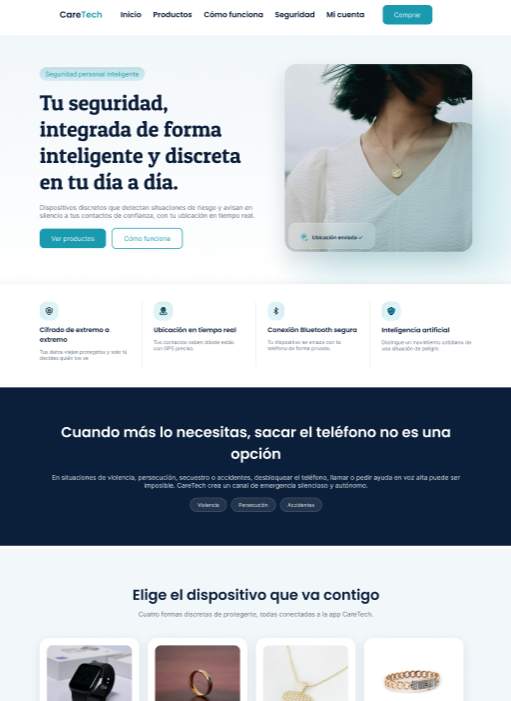 CareTech Inicio Productos Cómo funciona Seguridad Mi cuenta Comprar
Seguridad personal inteligente
Tu seguridad,
integrada de forma
inteligente y discreta
en tu día a día.
Dispositivos discretos que detectan situaciones de riesgo y avisan en
silencio a tus contactos de confianza, con tu ubicación en tiempo real.
Ver productos
Cómo funciona
Ubicación enviada ✓
Cifrado de extremo a
extremo
Tus datos viajan protegidos y solo tú
decides quién los ve
Ubicación en tiempo real
Tus contactos saben dónde estás
con GPS preciso.
Conexión Bluetooth segura
Tu dispositivo se enlaza con tu
teléfono de forma privada.
Inteligencia artificial
Distingue un movimiento cotidiano de
una situación de peligro.
Cuando más lo necesitas, sacar el teléfono no es una
opción
En situaciones de violencia, persecución, secuestro o accidentes, desbloquear el teléfono, llamar o pedir ayuda en voz alta puede ser
imposible. CareTech crea un canal de emergencia silencioso y autónomo.
Violencia
Persecución
Accidentes
Elige el dispositivo que va contigo
Cuatro formas discretas de protegerte, todas conectadas a la app CareTech.